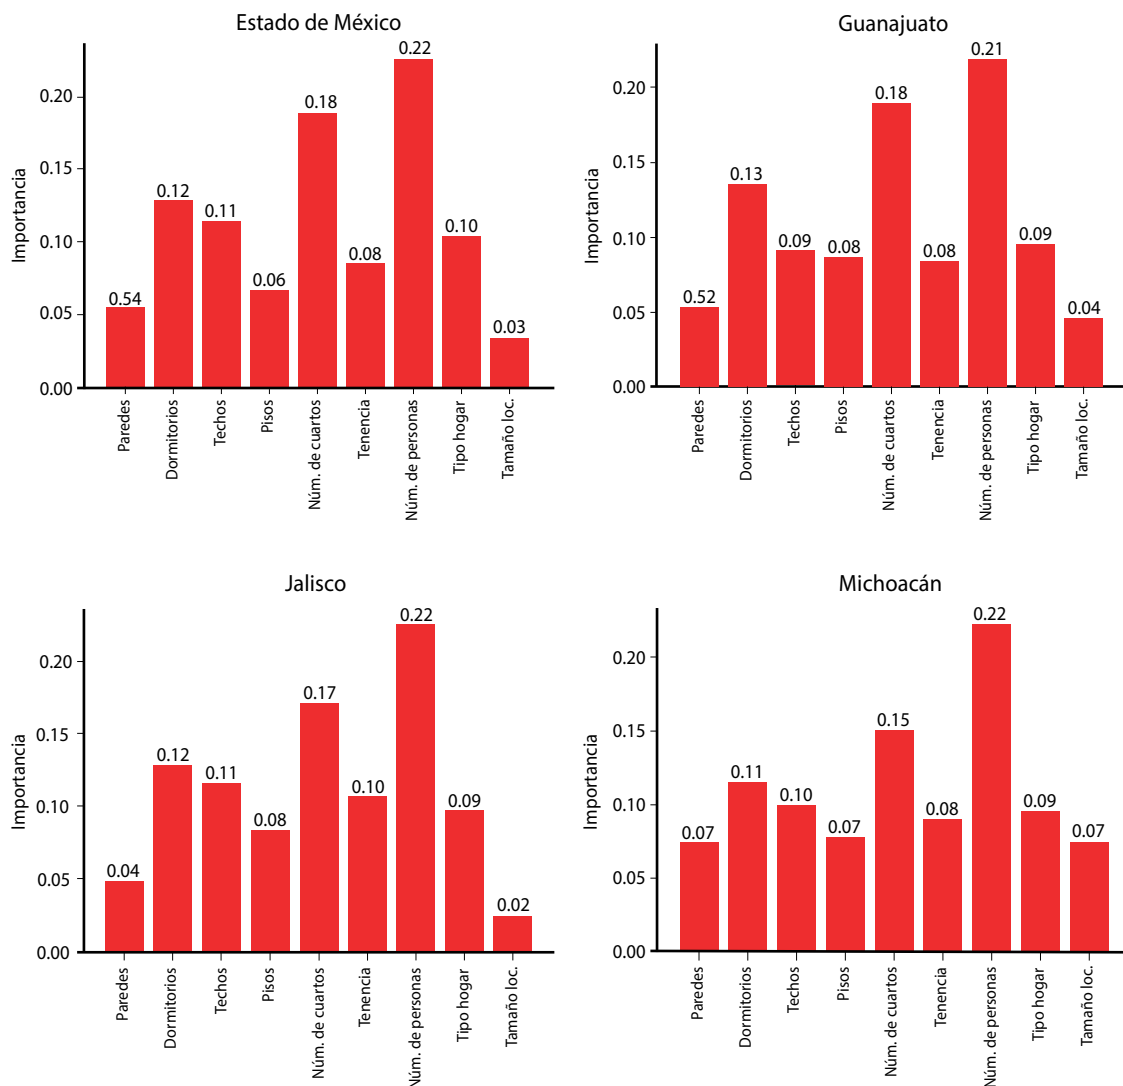 Estado de México
Importancia
0.20
0.15
0.10
0.05
0.00
0.54
0.12
0.11
0.06
0.18
0.08
0.22
0.10
0.03
Paredes
Dormitorios
Techos
Pisos
Núm. de cuartos
Tenencia
Núm. de personas
Tipo hogar
Tamaño loc.
Guanajuato
Importancia
0.20
0.15
0.10
0.05
0.00
0.52
0.13
0.09
0.08
0.18
0.08
0.21
0.09
0.04
Paredes
Dormitorios
Techos
Pisos
Núm. de cuartos
Tenencia
Núm. de personas
Tipo hogar
Tamaño loc.
Jalisco
Importancia
0.20
0.15
0.10
0.05
0.00
0.04
0.12
0.11
0.08
0.17
0.10
0.22
0.09
0.02
Paredes
Dormitorios
Techos
Pisos
Núm. de cuartos
Tenencia
Núm. de personas
Tipo hogar
Tamaño loc.
Michoacán
Importancia
0.20
0.15
0.10
0.05
0.00
0.07
0.11
0.10
0.07
0.15
0.08
0.22
0.09
0.07
Paredes
Dormitorios
Techos
Pisos
Núm. de cuartos
Tenencia
Núm. de personas
Tipo hogar
Tamaño loc.